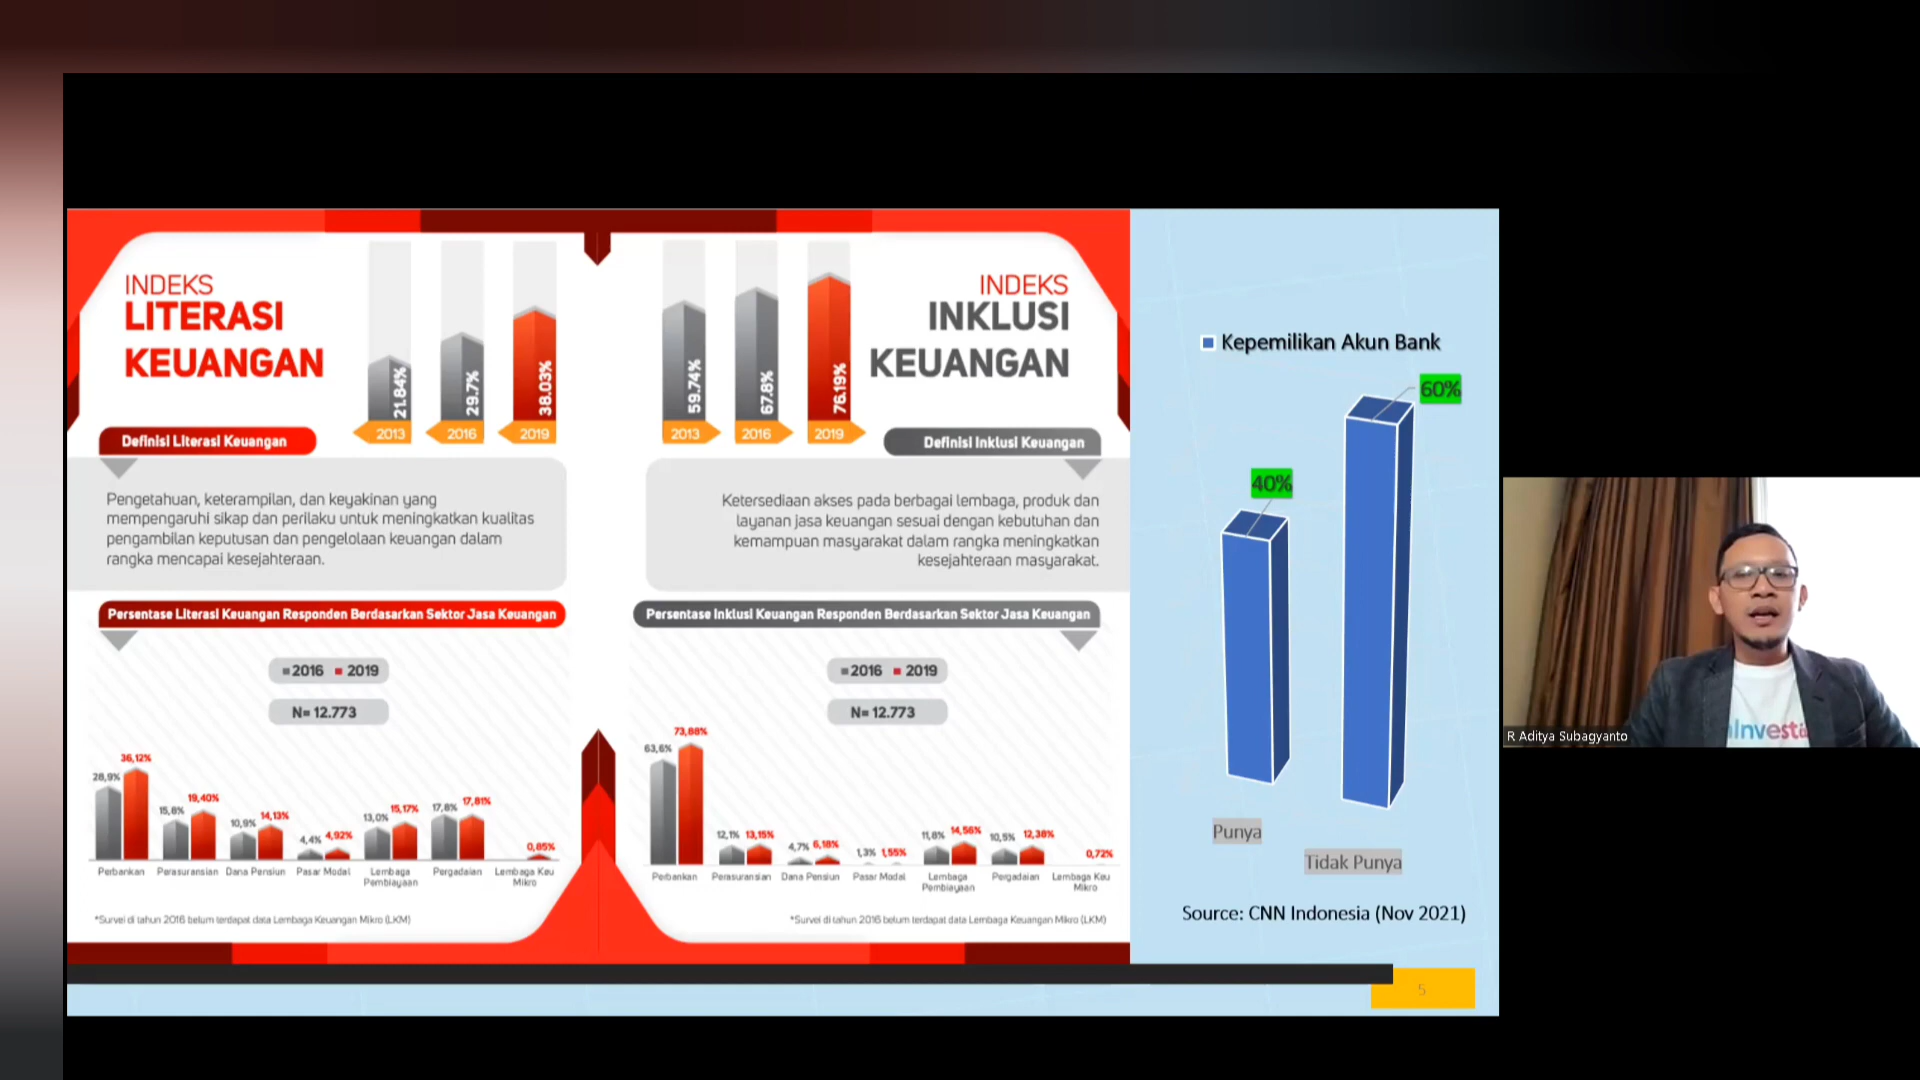 INDEKS
LITERASI
KEUANGAN
21.84%
29.7%
38.03%
2013
2016
2019
Definisi Literasi Keuangan
Pengetahuan, keterampilan, dan keyakinan yang
mempengaruhi sikap dan perilaku untuk meningkatkan kualitas
pengambilan keputusan dan pengelolaan keuangan dalam
rangka mencapai kesejahteraan.
Persentase Literasi Keuangan Responden Berdasarkan Sektor Jasa Keuangan
2016 2019
N= 12.773
28,9% 36,12%
15,8% 19,40%
10,9% 14,13%
4,4% 4,92%
13,0% 15,17%
17,8% 17,81%
0,85%
Perbankan Perasuransian Dana Pensiun Pasar Modal Lembaga Pembiayaan Pergadaian Lembaga Keu Mikro
*Survei di tahun 2016 belum terdapat data Lembaga Keuangan Mikro (LKM)
INDEKS
INKLUSI
KEUANGAN
59.74%
67.8%
76.19%
2013
2016
2019
Definisi Inklusi Keuangan
Ketersediaan akses pada berbagai lembaga, produk dan
layanan jasa keuangan sesuai dengan kebutuhan dan
kemampuan masyarakat dalam rangka meningkatkan
kesejahteraan masyarakat.
Persentase Inklusi Keuangan Responden Berdasarkan Sektor Jasa Keuangan
2016 2019
N= 12.773
63,6% 73,88%
12,1% 13,15%
4,7% 6,18%
1,3% 1,55%
11,8% 14,56%
10,5% 12,38%
0,72%
Perbankan Perasuransian Dana Pensiun Pasar Modal Lembaga Pembiayaan Pergadaian Lembaga Keu Mikro
*Survei di tahun 2016 belum terdapat data Lembaga Keuangan Mikro (LKM)
Kepemilikan Akun Bank
60%
40%
Punya
Tidak Punya
Source: CNN Indonesia (Nov 2021)
5
R Aditya Subagyanto